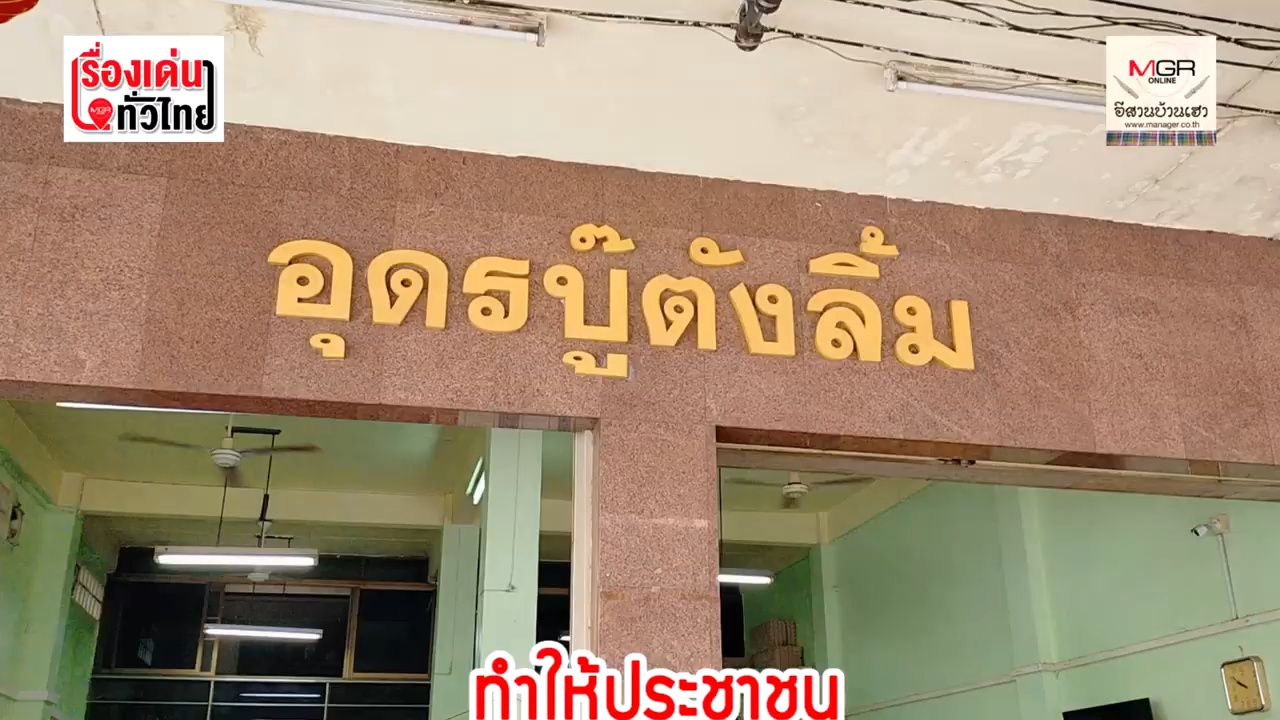 เรื่องเด่น
MGR
ทั่วไทย
MGR
ONLINE
อีสานบ้านเฮา
www.manager.co.th
อุดรบู๊ตังลิ้ม
ทำให้ประชาชน